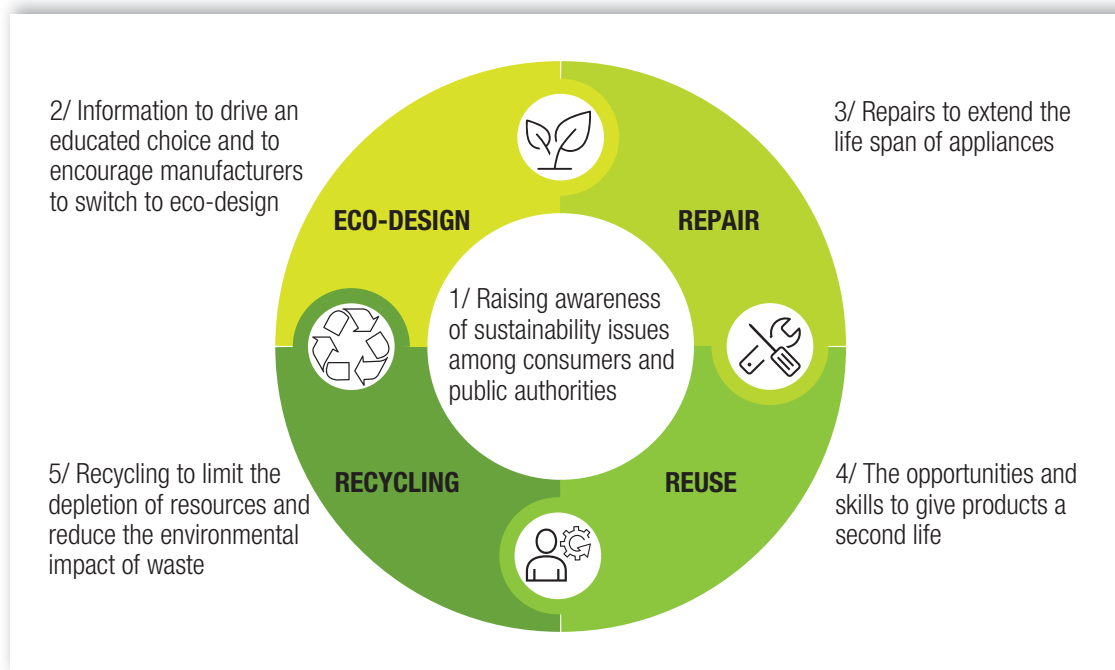 2/ Information to drive an
educated choice and to
encourage manufacturers
to switch to eco-design
3/ Repairs to extend the
life span of appliances
ECO-DESIGN
REPAIR
1/ Raising awareness
of sustainability issues
among consumers and
public authorities
RECYCLING
REUSE
5/ Recycling to limit the
depletion of resources and
reduce the environmental
impact of waste
4/ The opportunities and
skills to give products a
second life